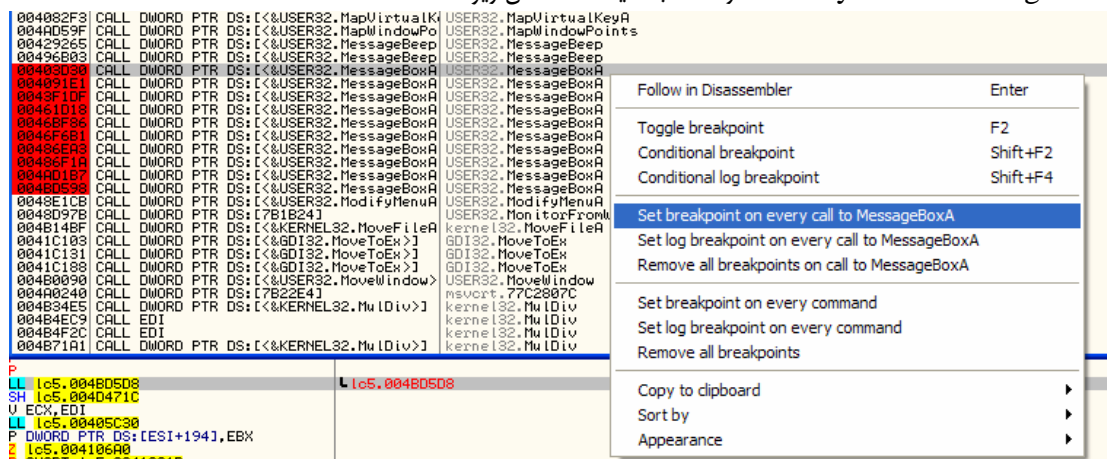 004082F3 CALL DWORD PTR DS:[<&USER32.MapVirtualK USER32.MapVirtualKeyA
004AD59F CALL DWORD PTR DS:[<&USER32.MapWindowPo USER32.MapWindowPoints
00429265 CALL DWORD PTR DS:[<&USER32.MessageBeep USER32.MessageBeep
00496B03 CALL DWORD PTR DS:[<&USER32.MessageBeep USER32.MessageBeep
00403D30 CALL DWORD PTR DS:[<&USER32.MessageBoxA USER32.MessageBoxA
004091E1 CALL DWORD PTR DS:[<&USER32.MessageBoxA USER32.MessageBoxA
0043F1DF CALL DWORD PTR DS:[<&USER32.MessageBoxA USER32.MessageBoxA
00461D18 CALL DWORD PTR DS:[<&USER32.MessageBoxA USER32.MessageBoxA
0046BF86 CALL DWORD PTR DS:[<&USER32.MessageBoxA USER32.MessageBoxA
0046F6B1 CALL DWORD PTR DS:[<&USER32.MessageBoxA USER32.MessageBoxA
00486EA3 CALL DWORD PTR DS:[<&USER32.MessageBoxA USER32.MessageBoxA
00486F1A CALL DWORD PTR DS:[<&USER32.MessageBoxA USER32.MessageBoxA
004AD1B7 CALL DWORD PTR DS:[<&USER32.MessageBoxA USER32.MessageBoxA
004BD598 CALL DWORD PTR DS:[<&USER32.MessageBoxA USER32.MessageBoxA
0048E1CB CALL DWORD PTR DS:[<&USER32.ModifyMenuA USER32.ModifyMenuA
0048D97B CALL DWORD PTR DS:[7B1B24] USER32.MonitorFromW
004B14BF CALL DWORD PTR DS:[<&KERNEL32.MoveFileA kernel32.MoveFileA
0041C103 CALL DWORD PTR DS:[<&GDI32.MoveToEx>] GDI32.MoveToEx
0041C131 CALL DWORD PTR DS:[<&GDI32.MoveToEx>] GDI32.MoveToEx
0041C188 CALL DWORD PTR DS:[<&GDI32.MoveToEx>] GDI32.MoveToEx
004B0090 CALL DWORD PTR DS:[<&USER32.MoveWindow> USER32.MoveWindow
004A0240 CALL DWORD PTR DS:[7B22E4] msvcrt.77C2807C
004B34E5 CALL DWORD PTR DS:[<&KERNEL32.MulDiv>] kernel32.MulDiv
004B4EC9 CALL EDI kernel32.MulDiv
004B4F2C CALL EDI kernel32.MulDiv
004B71A1 CALL DWORD PTR DS:[<&KERNEL32.MulDiv>] kernel32.MulDiv
Follow in Disassembler Enter
Toggle breakpoint F2
Conditional breakpoint Shift+F2
Conditional log breakpoint Shift+F4
Set breakpoint on every call to MessageBoxA
Set log breakpoint on every call to MessageBoxA
Remove all breakpoints on call to MessageBoxA
Set breakpoint on every command
Set log breakpoint on every command
Remove all breakpoints
Copy to clipboard
Sort by
Appearance
P
LL lc5.004BD5D8 lc5.004BD5D8
SH lc5.004D471C
V ECX,EDI
LL lc5.00405C30
P DWORD PTR DS:[ESI+194],EBX
Z lc5.004106A0